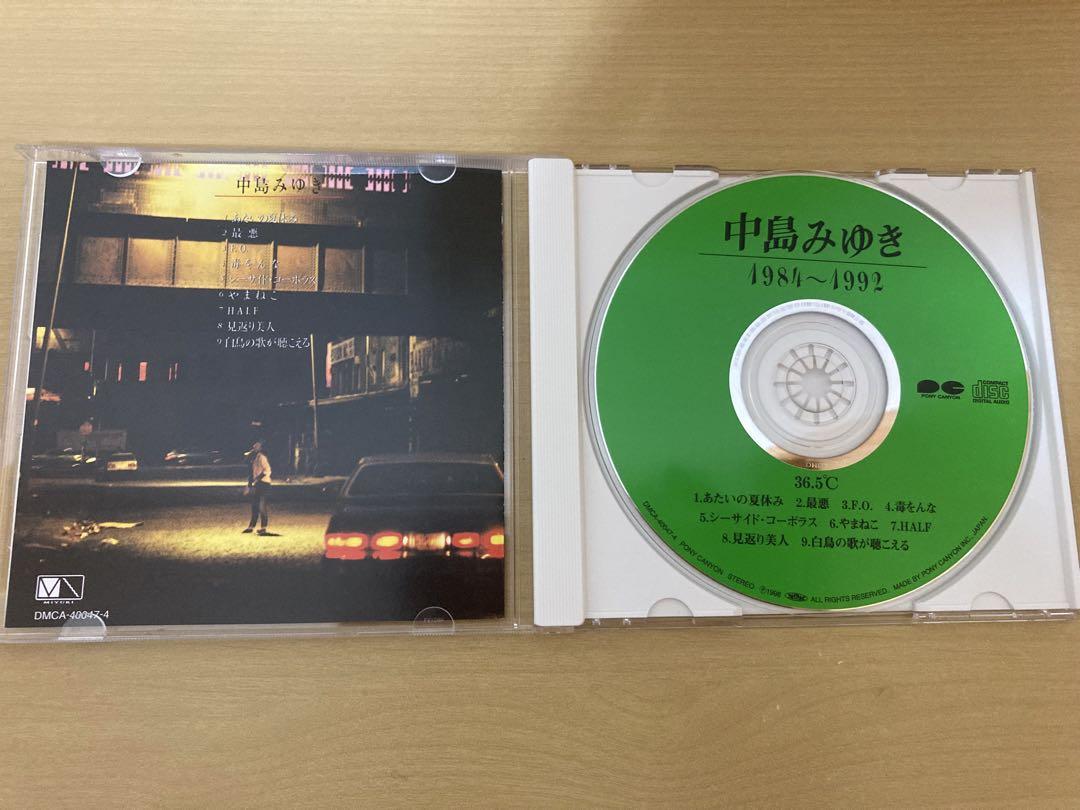 中島みゆき
1 あたいの夏休み
2 最悪
3 F.O.
4 毒をんな
5 シーサイド・コーポラス
6 やまねこ
7 HALF
8 見返り美人
9 白鳥の歌が聴こえる
MIYUKI
DMCA-40047-4
中島みゆき
1984〜1992
PONY CANYON
COMPACT
disc
DIGITAL AUDIO
36.5℃
1.あたいの夏休み 2.最悪 3.F.O. 4.毒をんな
5.シーサイド・コーポラス 6.やまねこ 7.HALF
8.見返り美人 9.白鳥の歌が聴こえる
DMCA-40047-4 PONY CANYON STEREO ℗1996 ALL RIGHTS RESERVED. MADE BY PONY CANYON INC. JAPAN.